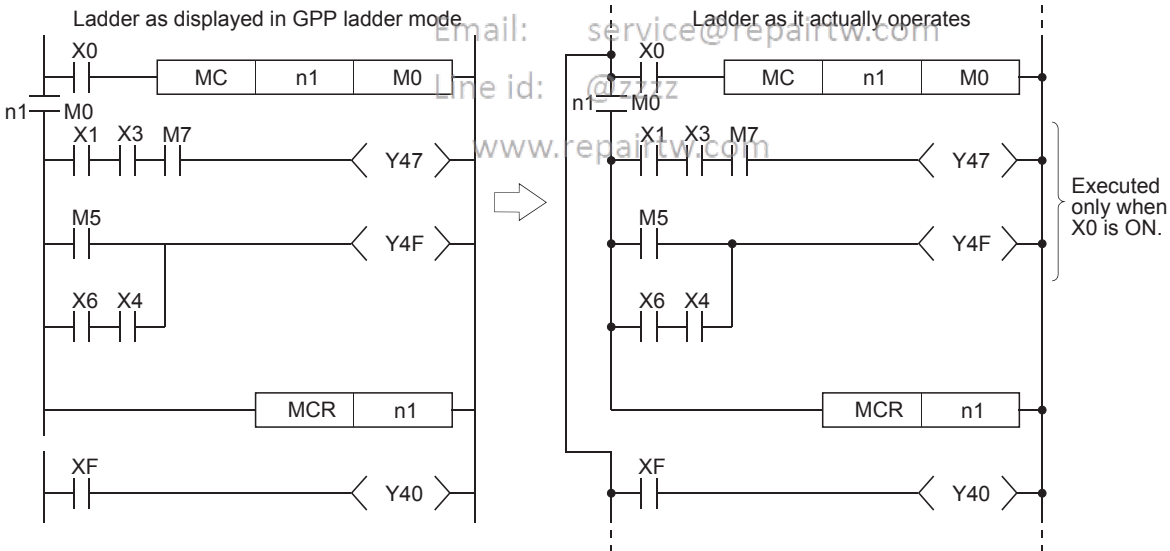 Ladder as displayed in GPP ladder mode
X0
MC n1 M0
n1 M0
X1 X3 M7
Y47
M5
Y4F
X6 X4
MCR n1
XF
Y40
Ladder as it actually operates
X0
MC n1 M0
n1 M0
X1 X3 M7
Y47
M5
Y4F
X6 X4
MCR n1
XF
Y40
Executed
only when
X0 is ON.
Email: service@repairtw.com
Line id: @zzzz
www.repairtw.com